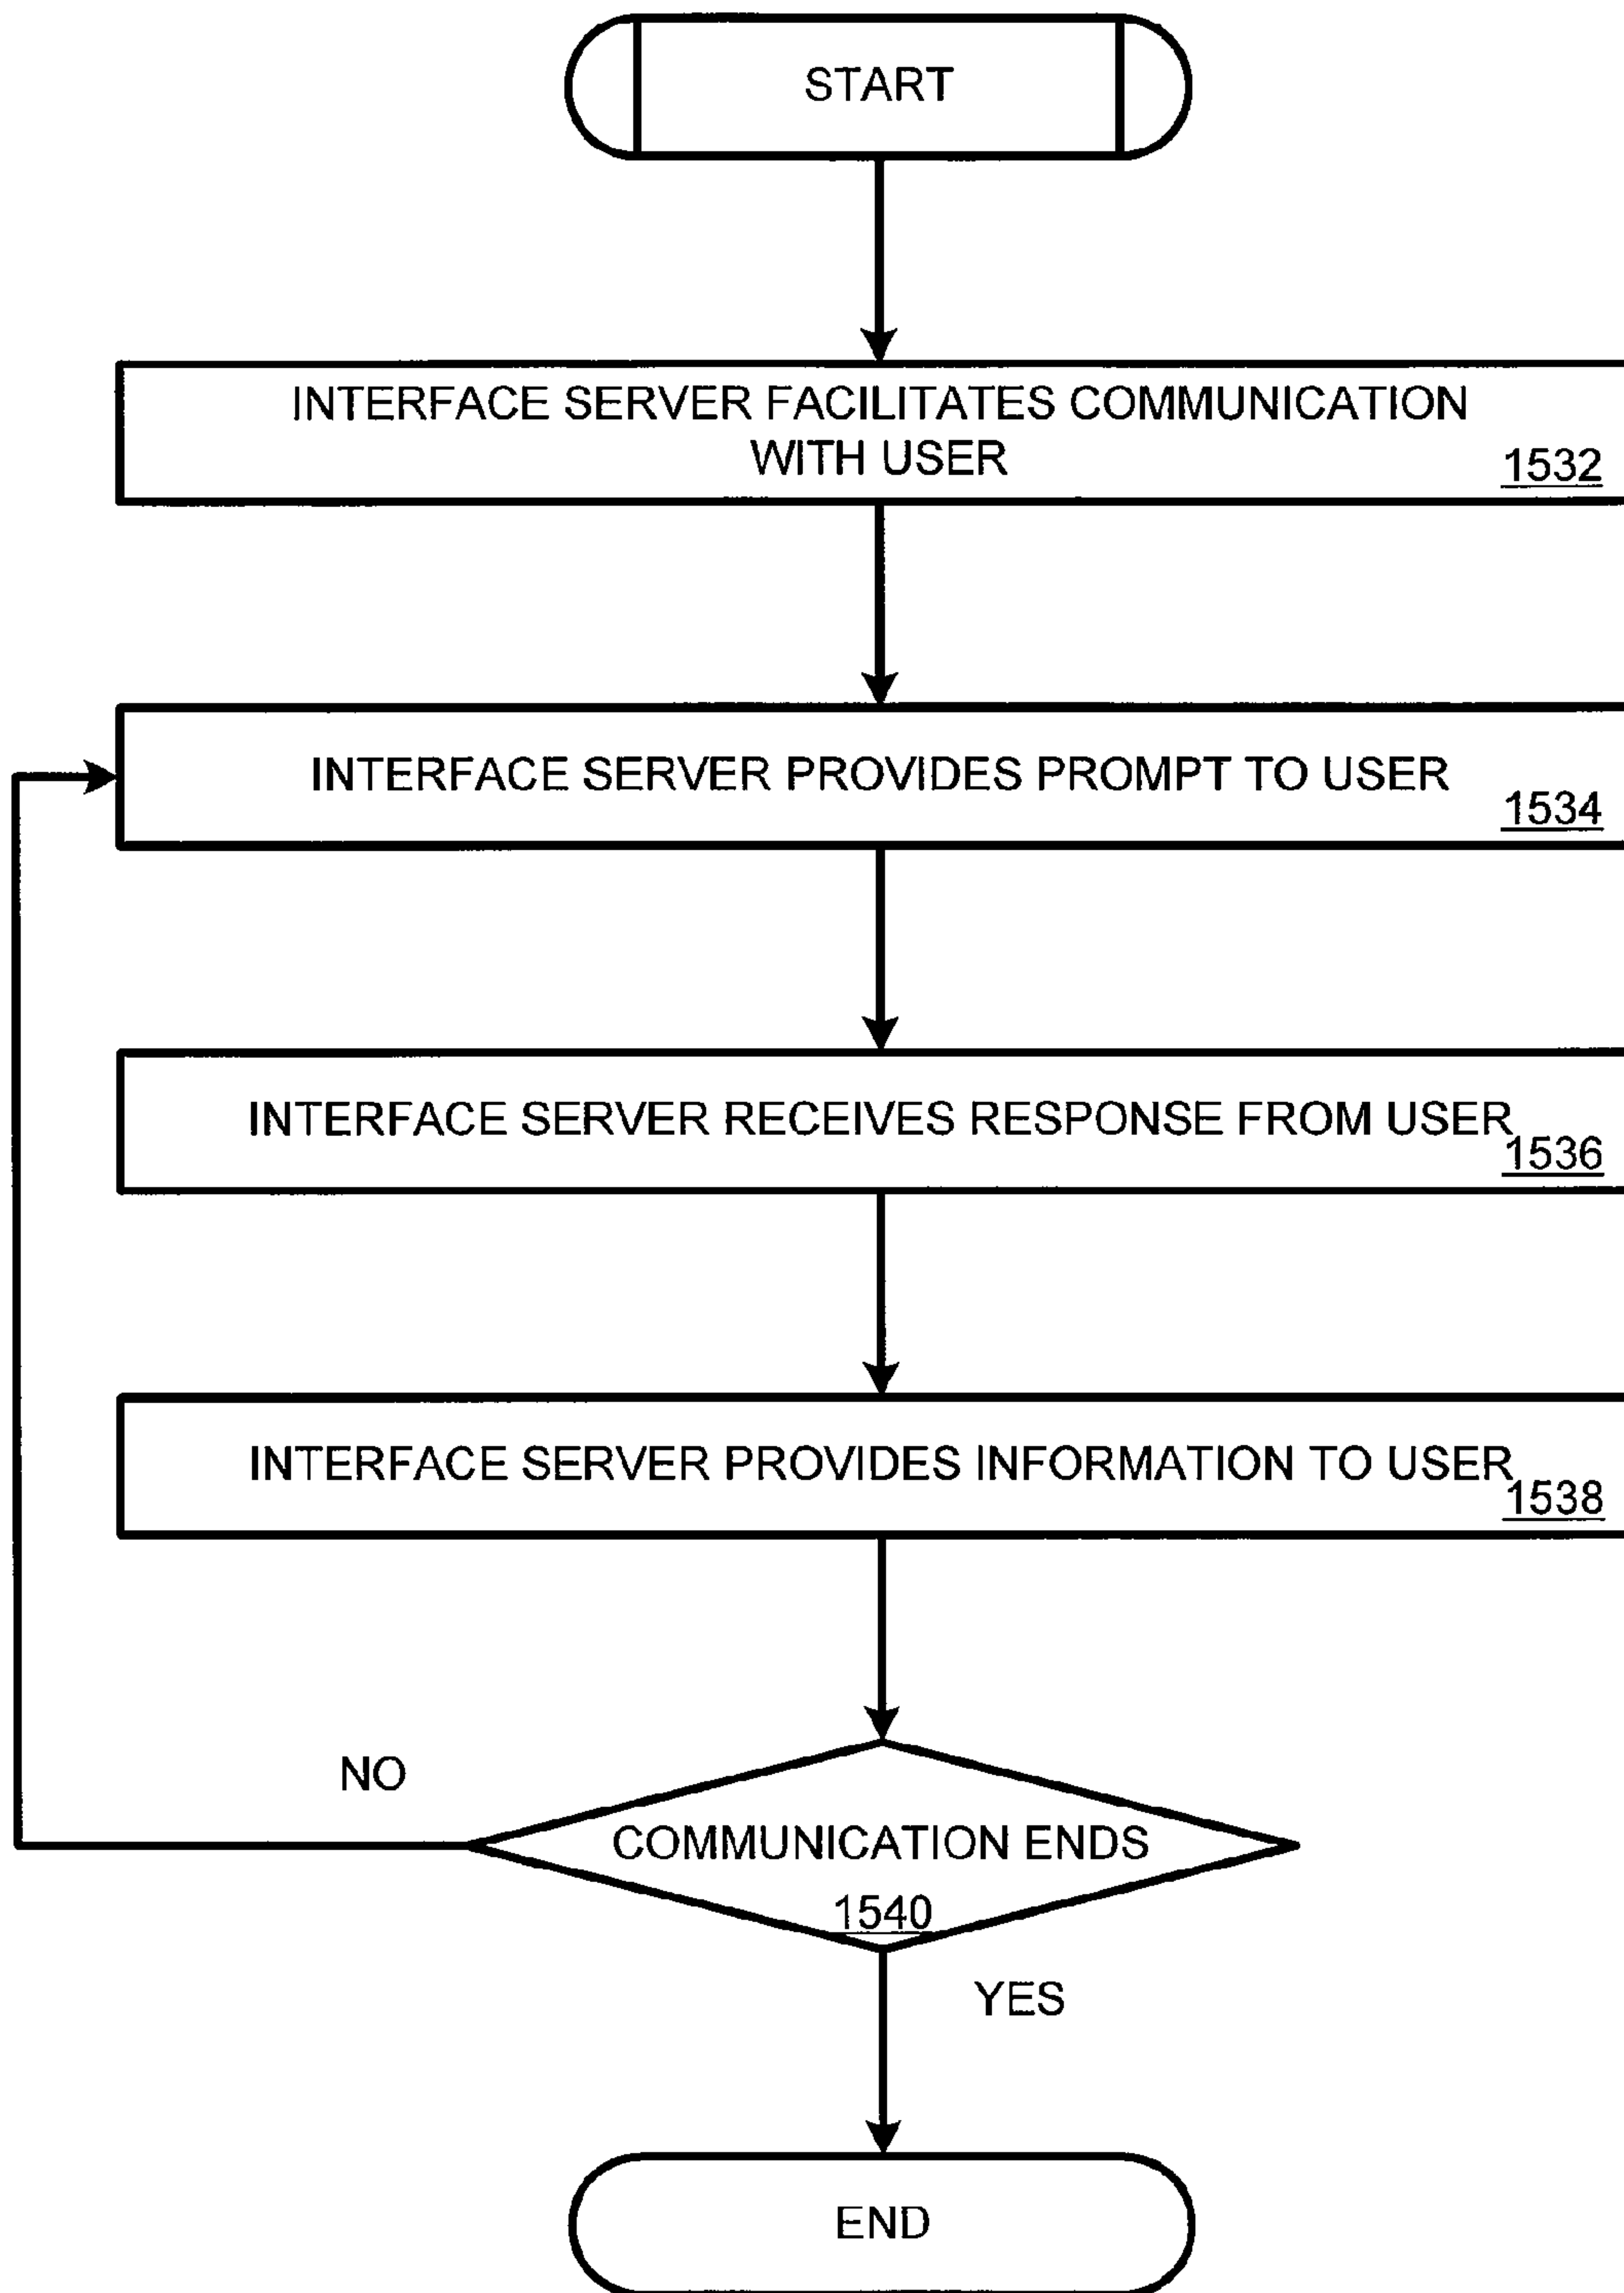 START
INTERFACE SERVER FACILITATES COMMUNICATION
WITH USER
1532
INTERFACE SERVER PROVIDES PROMPT TO USER
1534
INTERFACE SERVER RECEIVES RESPONSE FROM USER
1536
INTERFACE SERVER PROVIDES INFORMATION TO USER
1538
NO
COMMUNICATION ENDS
1540
YES
END